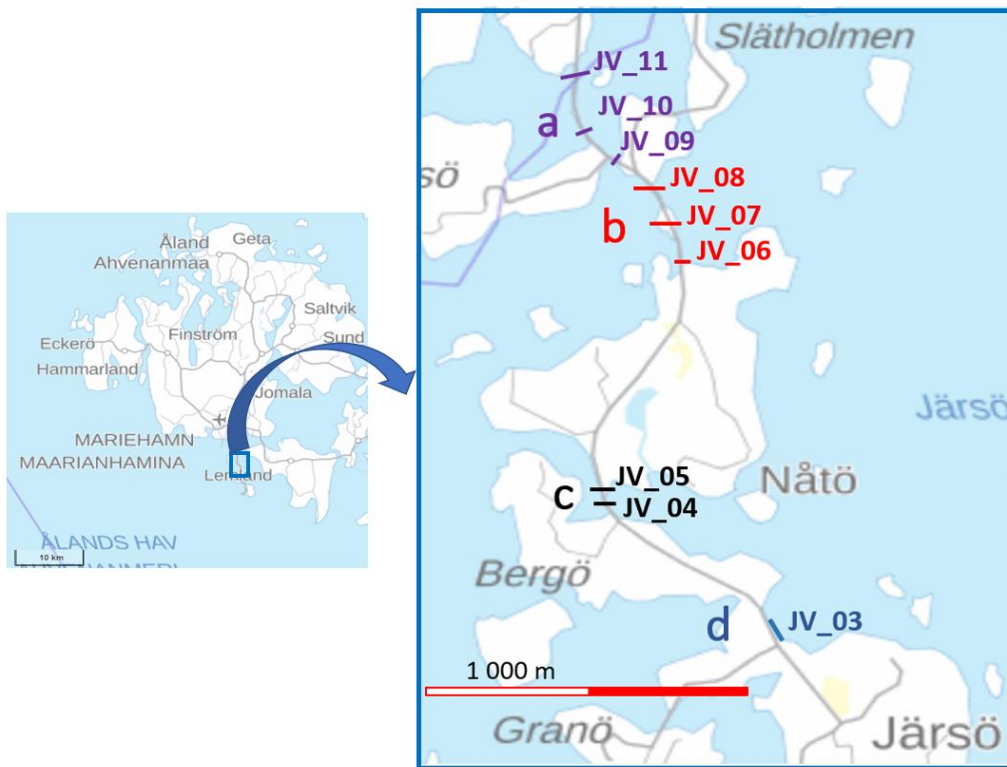 Åland
Ahvenanmaa
Geta
Saltvik
Finström
Sund
Eckerö
Hammarland
Jomala
MARIEHAMN
MAARIANHAMINA
Lemland
ÅLANDS HAV
10 km
Slätholmen
JV_11
a
JV_10
JV_09
sö
JV_08
b
JV_07
JV_06
Järsö
Nåtö
c
JV_05
JV_04
Bergö
d
JV_03
1 000 m
Granö
Järsö